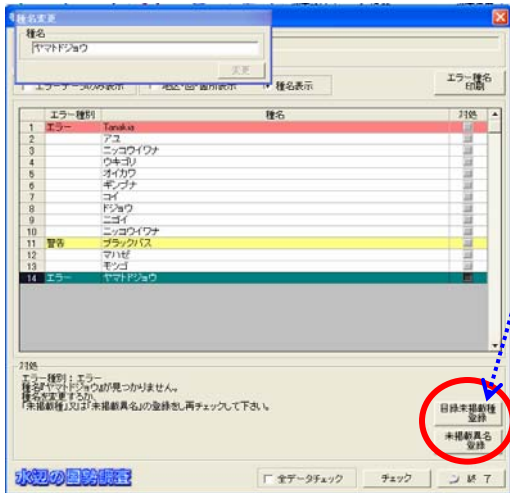 種名変更
種名
ヤマトドジョウ
変更
エラーデータのみ表示 地区・回・箇所表示 種名表示
エラー種名
印刷
エラー種別 種名 対処
1 エラー Tanakia
2 アユ
3 ニッコウイワナ
4 ウキゴリ
5 オイカワ
6 ギンブナ
7 コイ
8 ドジョウ
9 ニゴイ
10 ニッコウイワナ
11 警告 ブラックバス
12 マハゼ
13 モツゴ
14 エラー ヤマトドジョウ
対処
エラー種別：エラー
種名『ヤマトドジョウ』が見つかりません。
種名を変更するか、
「未掲載種」又は「未掲載異名」の登録をし再チェックして下さい。
目録未掲載種
登録
未掲載異名
登録
水辺の国勢調査
全データチェック チェック 終了